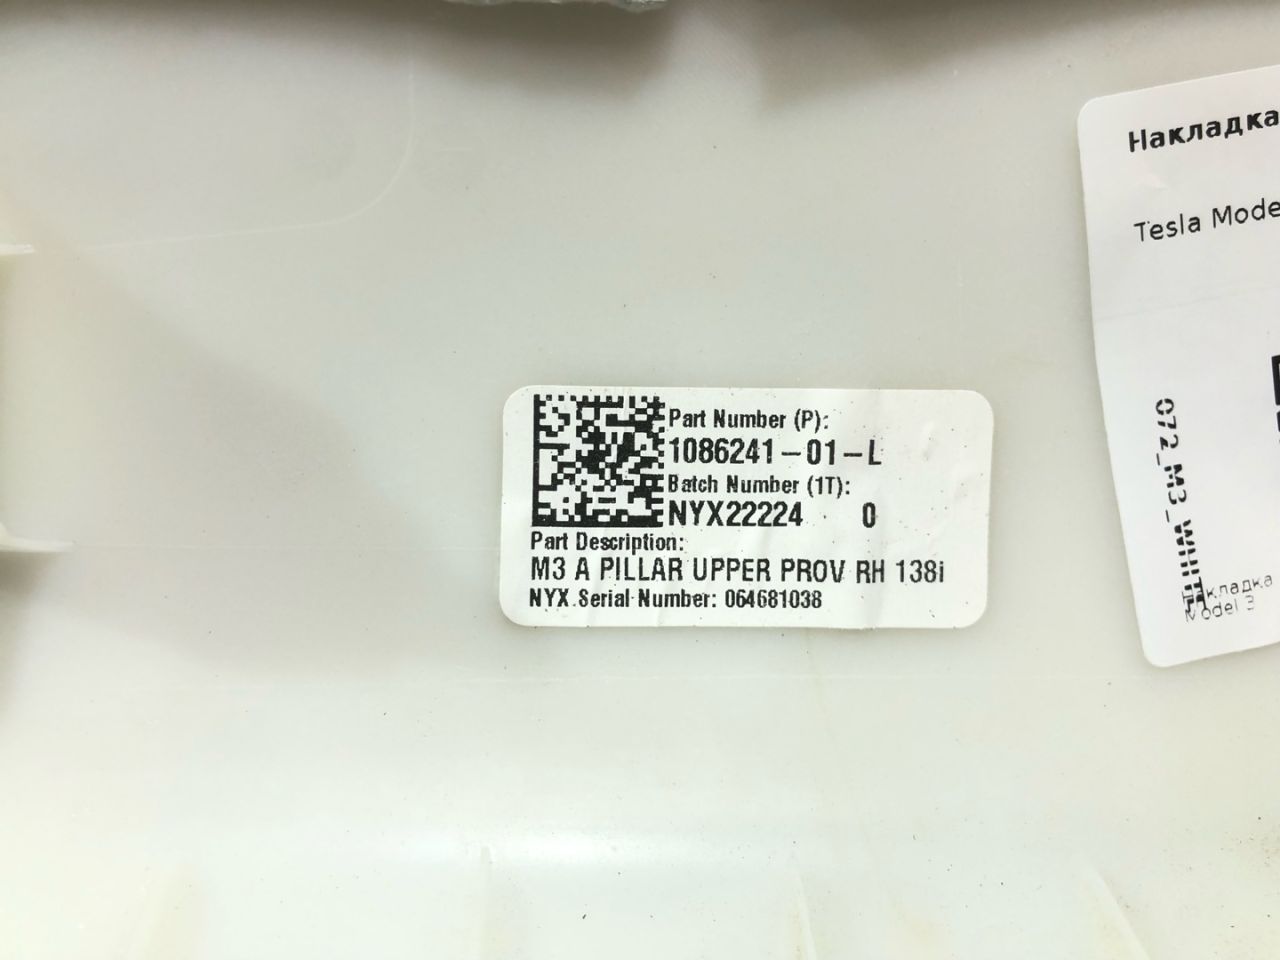 Part Number (P):
1086241-01-L
Batch Number (1T):
NYX22224 0
Part Description:
M3 A PILLAR UPPER PROV RH 138i
NYX Serial Number: 064681038
Накладка
Tesla Mode
072_M3_WHITE
кладка
Model 3